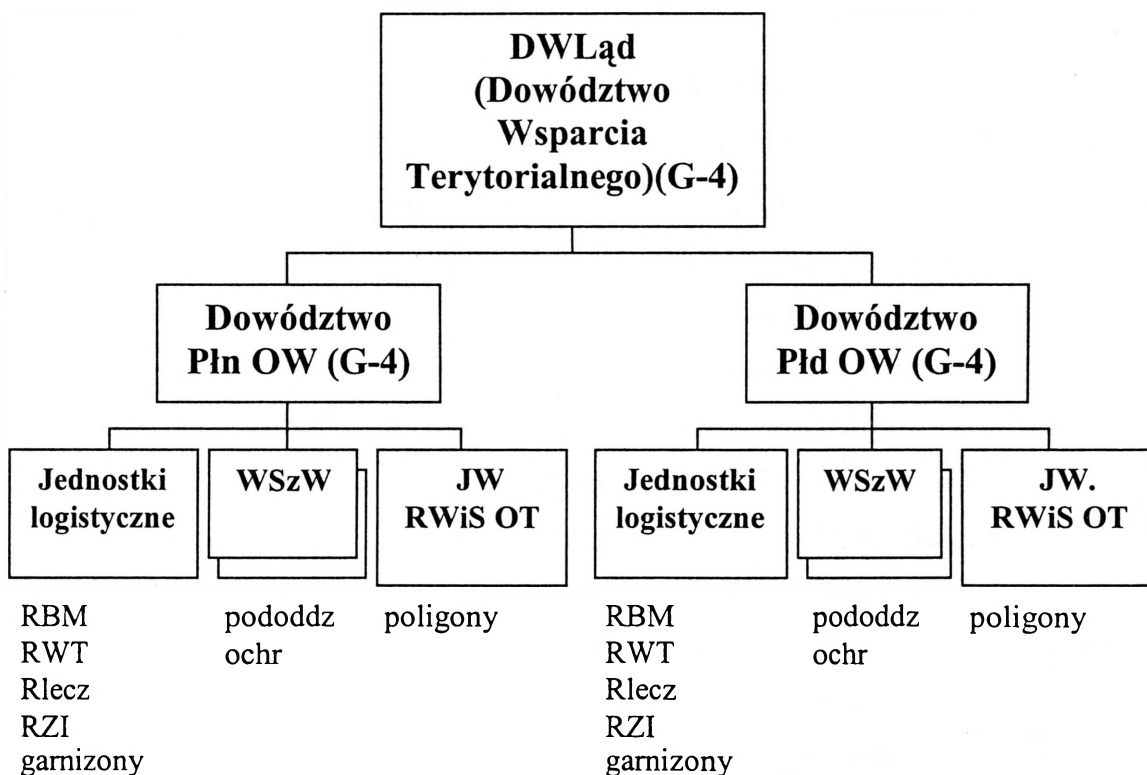 DWLąd
(Dowództwo
Wsparcia
Terytorialnego)(G-4)
Dowództwo
Płn OW (G-4)
Dowództwo
Płd OW (G-4)
Jednostki
logistyczne
WSzW
JW
RWiS OT
Jednostki
logistyczne
WSzW
JW.
RWiS OT
RBM
RWT
Rlecz
RZI
garnizony
pododdz
ochr
poligony
RBM
RWT
Rlecz
RZI
garnizony
pododdz
ochr
poligony